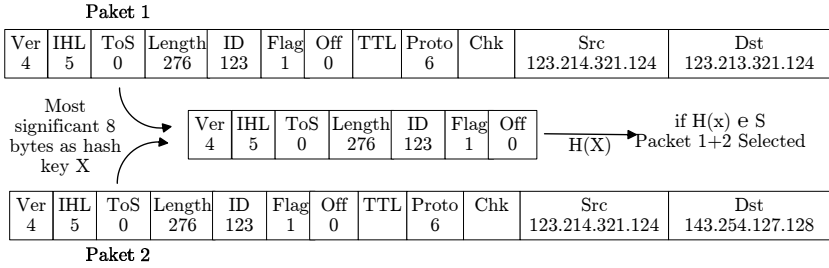 Paket 1
Ver IHL ToS Length ID Flag Off TTL Proto Chk Src Dst
4 5 0 276 123 1 0 6 123.214.321.124 123.213.321.124
Most
significant 8
bytes as hash
key X
Ver IHL ToS Length ID Flag Off
4 5 0 276 123 1 0
H(X)
if H(x) ∈ S
Packet 1+2 Selected
Ver IHL ToS Length ID Flag Off TTL Proto Chk Src Dst
4 5 0 276 123 1 0 6 123.214.321.124 143.254.127.128
Paket 2